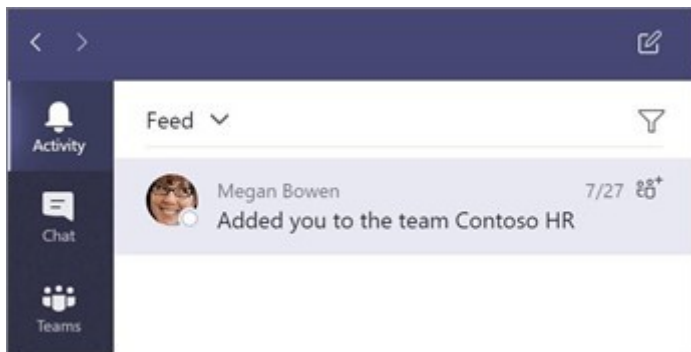 Activity
Chat
Teams
Feed
Megan Bowen 7/27
Added you to the team Contoso HR